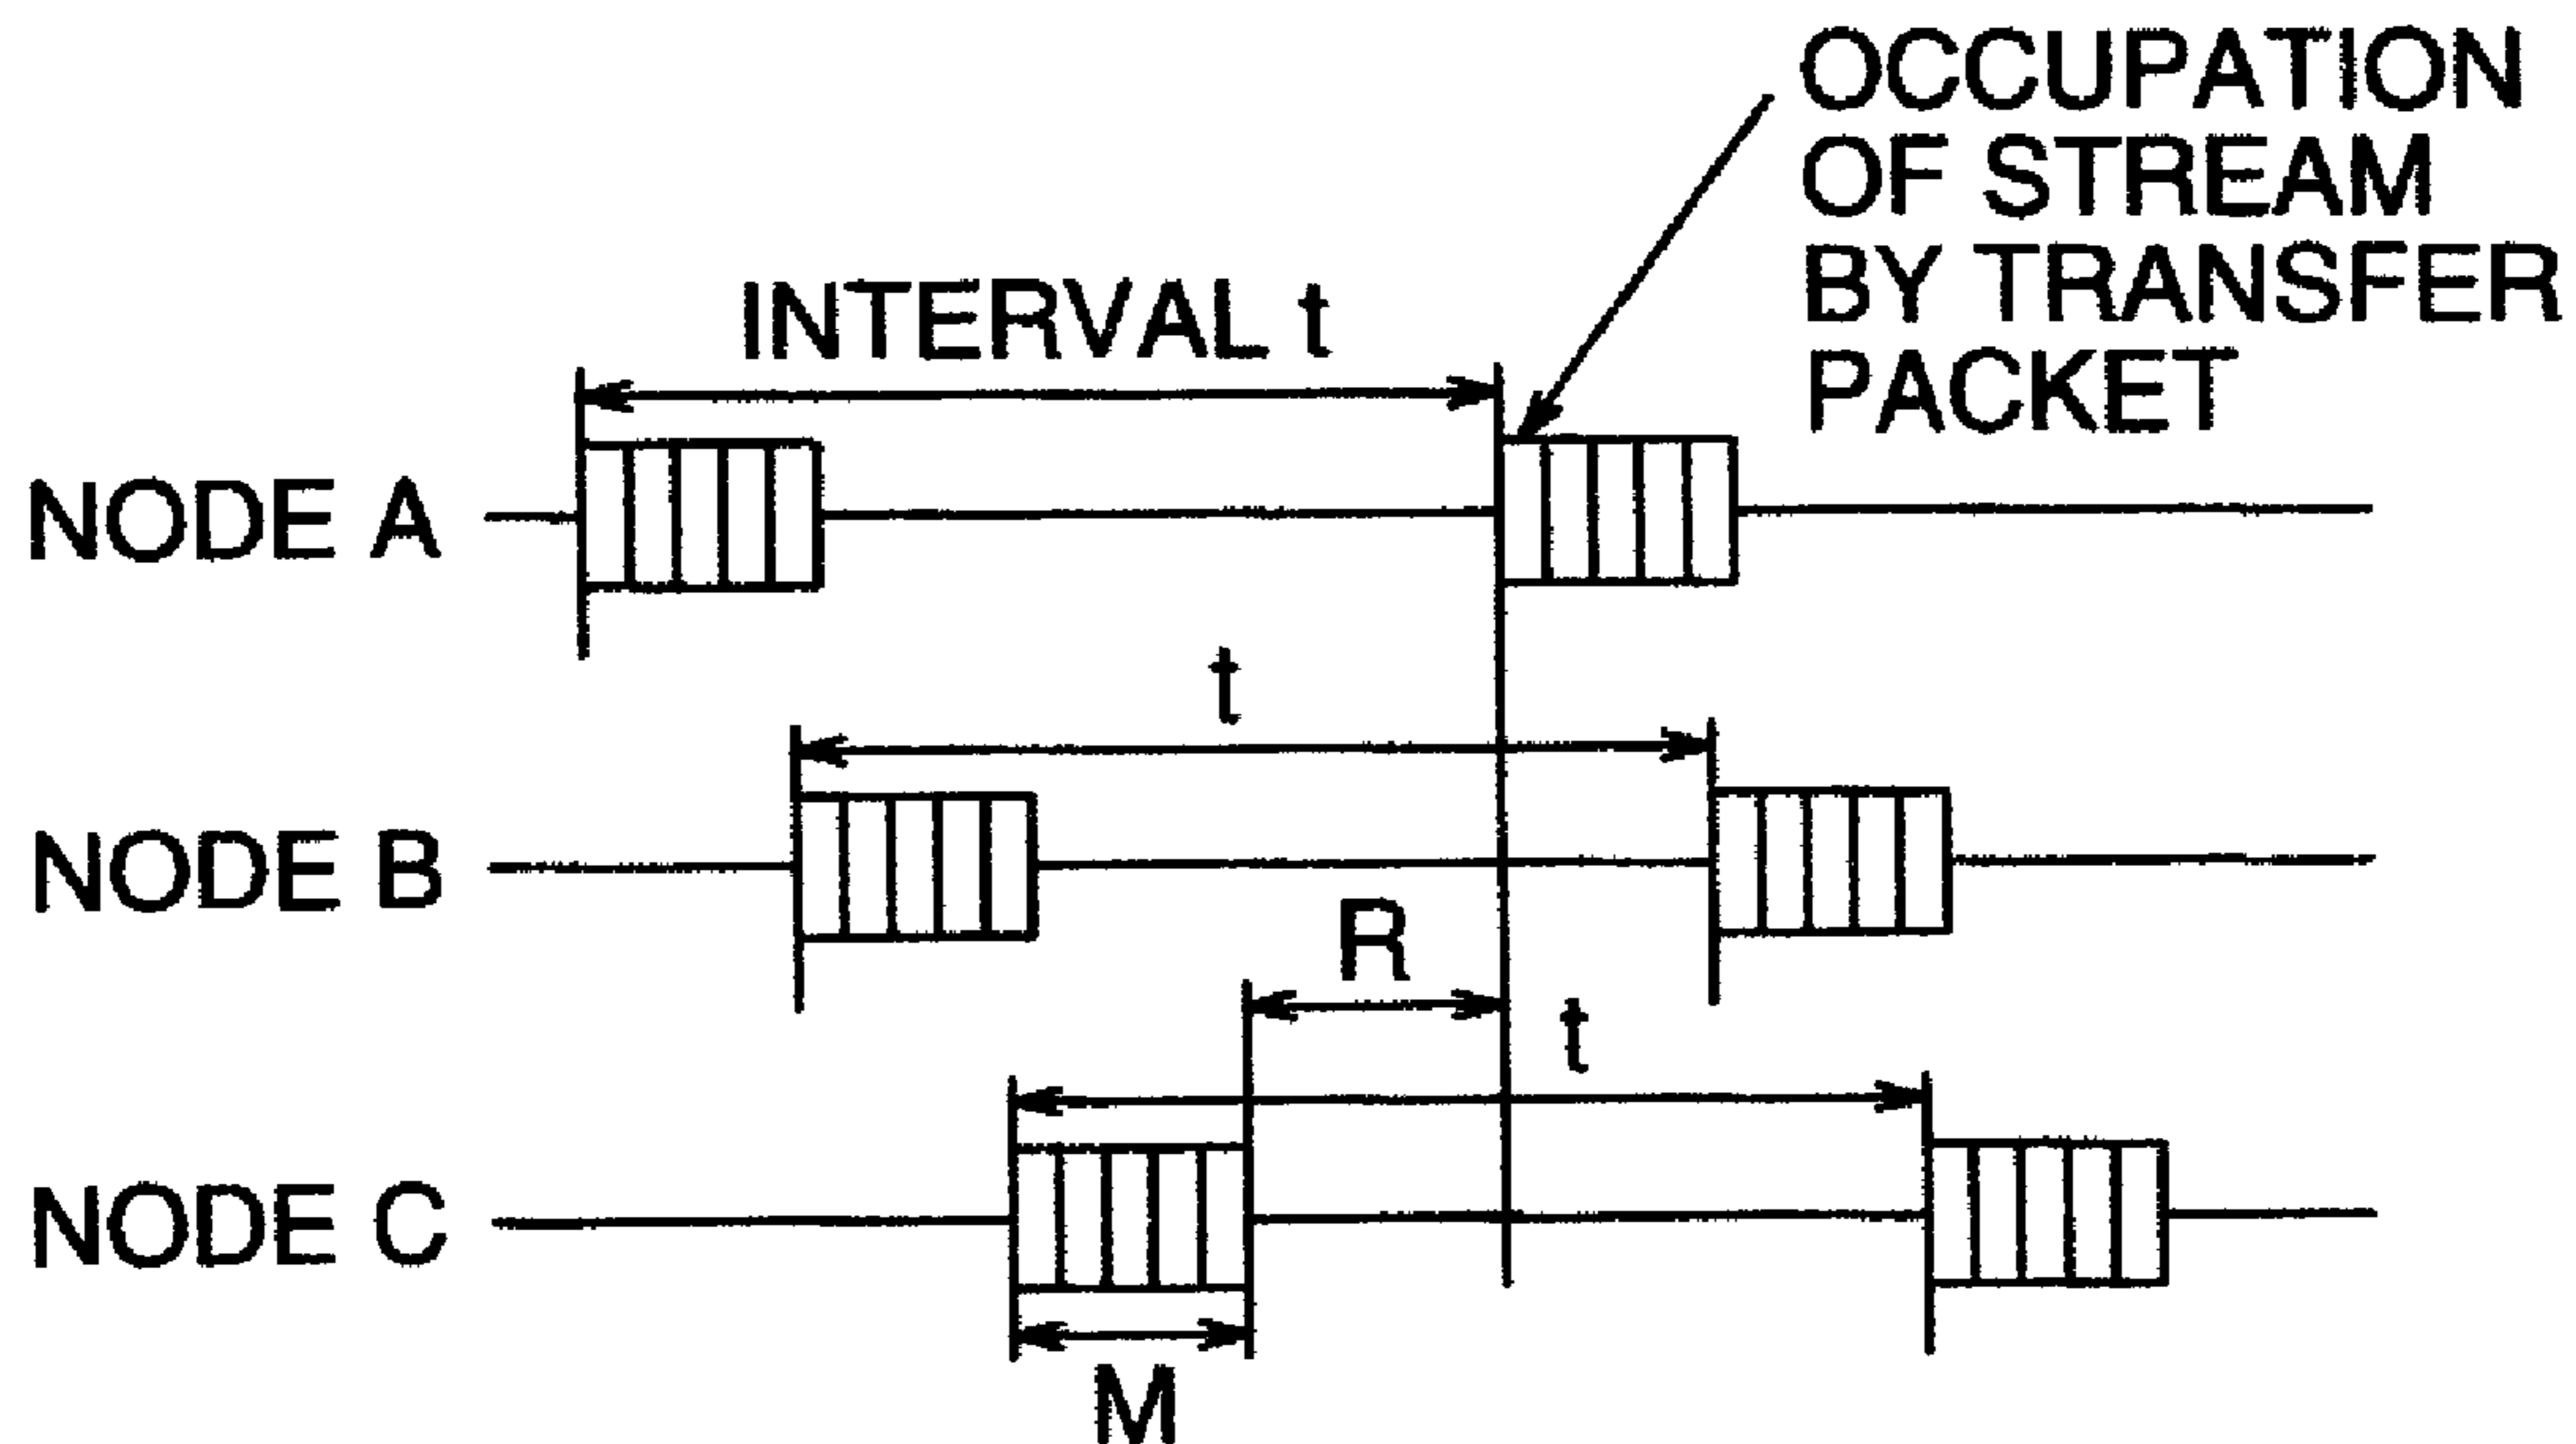 OCCUPATION
OF STREAM
BY TRANSFER
PACKET
INTERVAL t
NODE A
t
NODE B
R
t
NODE C
M